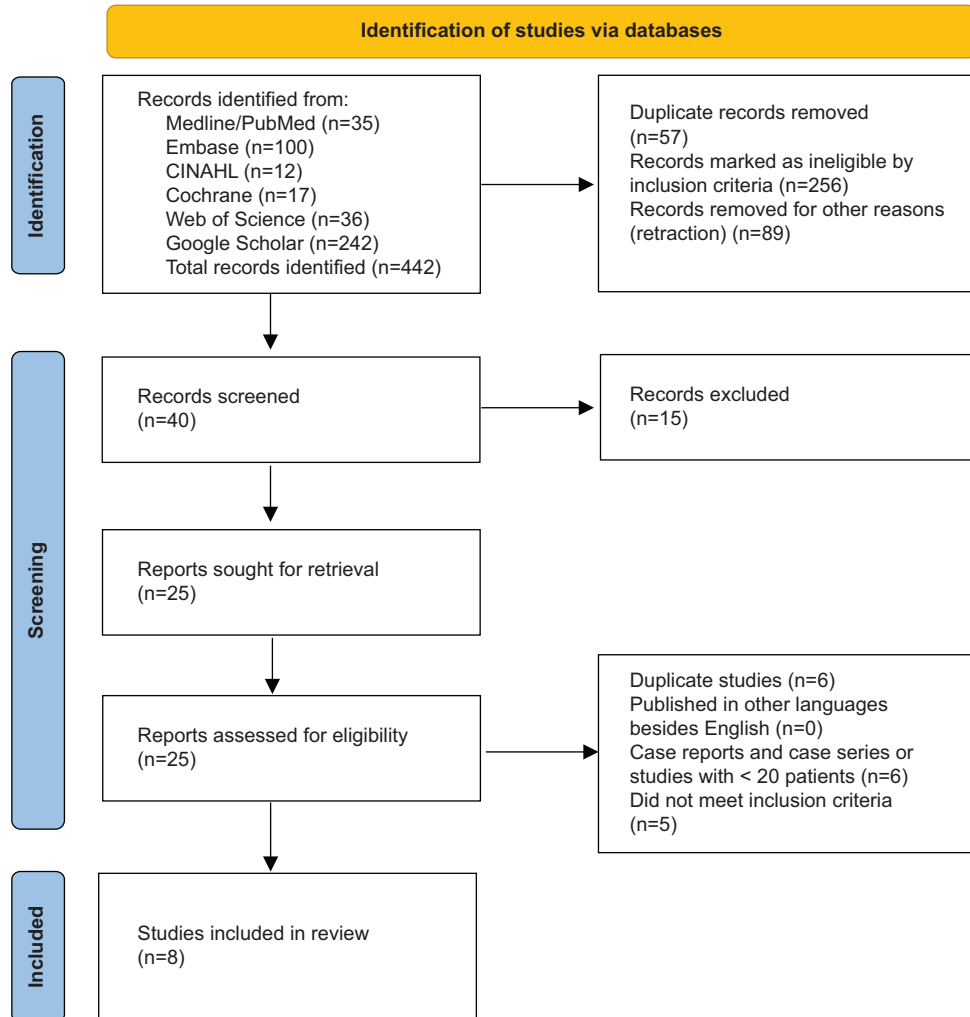 Identification of studies via databases
Identification
Records identified from:
Medline/PubMed (n=35)
Embase (n=100)
CINAHL (n=12)
Cochrane (n=17)
Web of Science (n=36)
Google Scholar (n=242)
Total records identified (n=442)
Duplicate records removed
(n=57)
Records marked as ineligible by
inclusion criteria (n=256)
Records removed for other reasons
(retraction) (n=89)
Screening
Records screened
(n=40)
Records excluded
(n=15)
Reports sought for retrieval
(n=25)
Reports assessed for eligibility
(n=25)
Duplicate studies (n=6)
Published in other languages
besides English (n=0)
Case reports and case series or
studies with < 20 patients (n=6)
Did not meet inclusion criteria
(n=5)
Included
Studies included in review
(n=8)